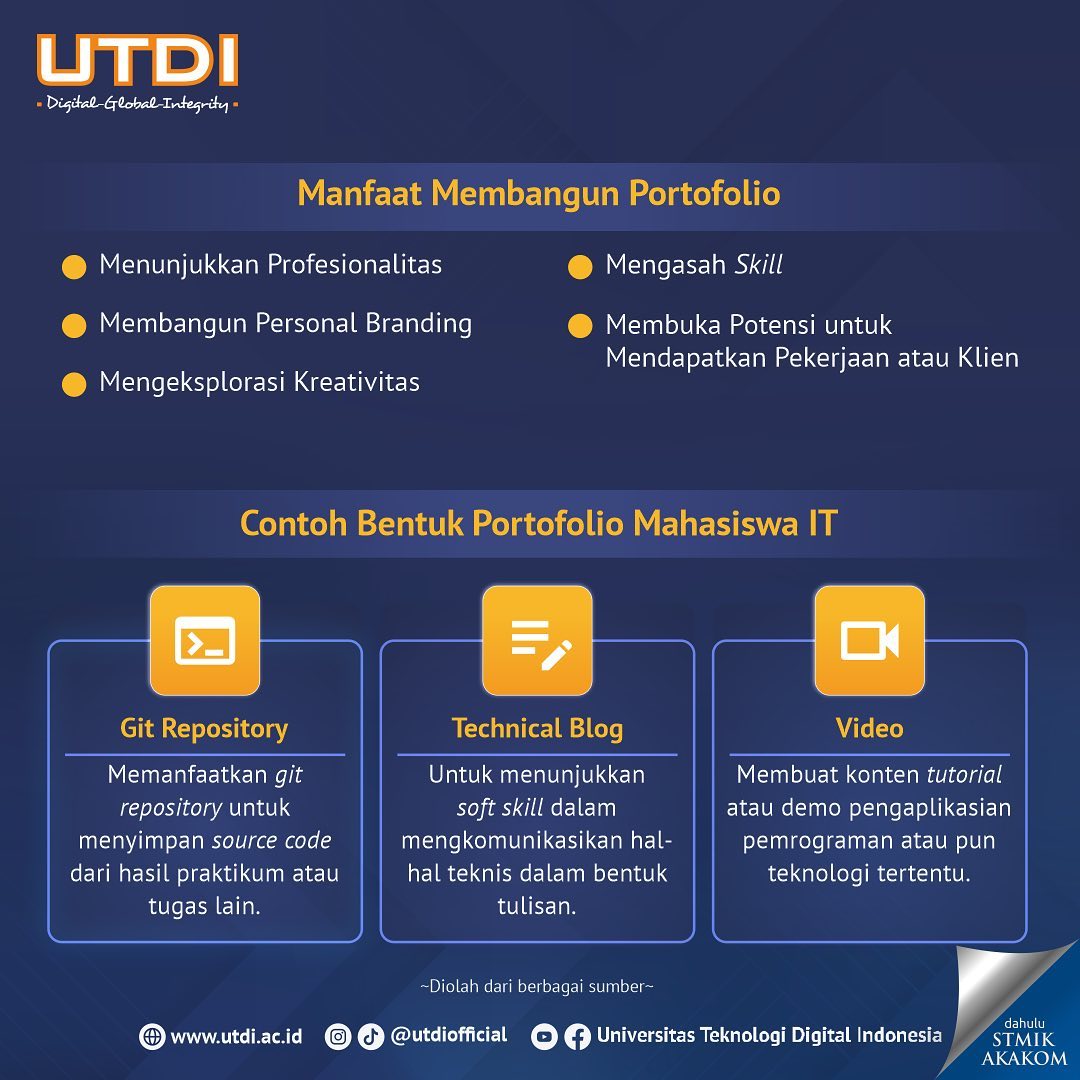 UTDI
Digital-Global-Integrity
Manfaat Membangun Portofolio
Menunjukkan Profesionalitas
Membangun Personal Branding
Mengeksplorasi Kreativitas
Mengasah Skill
Membuka Potensi untuk
Mendapatkan Pekerjaan atau Klien
Contoh Bentuk Portofolio Mahasiswa IT
Git Repository
Memanfaatkan git
repository untuk
menyimpan source code
dari hasil praktikum atau
tugas lain.
Technical Blog
Untuk menunjukkan
soft skill dalam
mengkomunikasikan hal-
hal teknis dalam bentuk
tulisan.
Video
Membuat konten tutorial
atau demo pengaplikasian
pemrograman atau pun
teknologi tertentu.
~Diolah dari berbagai sumber~
www.utdi.ac.id
@utdiofficial
Universitas Teknologi Digital Indonesia
dahulu
STMIK
AKAKOM